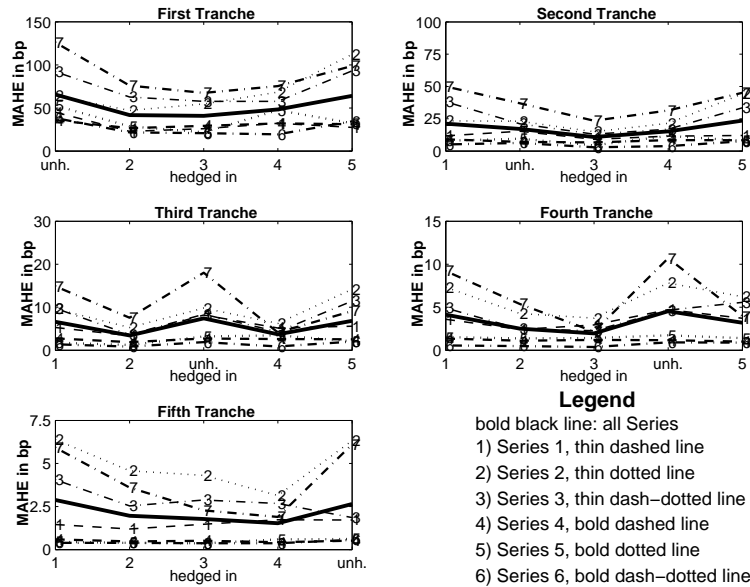 First Tranche
150
100
50
0
MAHE in bp
unh. 2 3 4 5
hedged in
Second Tranche
100
75
50
25
0
MAHE in bp
1 unh. 3 4 5
hedged in
Third Tranche
30
20
10
0
MAHE in bp
1 2 unh. 4 5
hedged in
Fourth Tranche
15
10
5
0
MAHE in bp
1 2 3 unh. 5
hedged in
Fifth Tranche
7.5
5
2.5
0
MAHE in bp
1 2 3 4 unh.
hedged in
Legend
bold black line: all Series
1) Series 1, thin dashed line
2) Series 2, thin dotted line
3) Series 3, thin dash−dotted line
4) Series 4, bold dashed line
5) Series 5, bold dotted line
6) Series 6, bold dash−dotted line